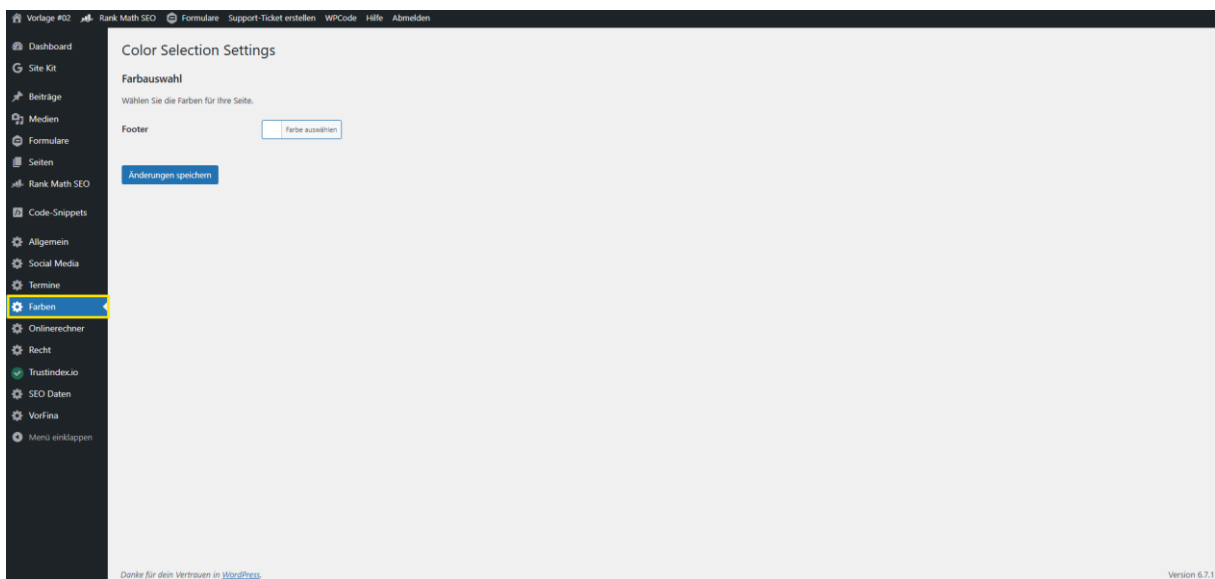 Vorlage #02 Rank Math SEO Formulare Support-Ticket erstellen WPCode Hilfe Abmelden
Dashboard
Site Kit
Beiträge
Medien
Formulare
Seiten
Rank Math SEO
Code-Snippets
Allgemein
Social Media
Termine
Farben
Onlinerechner
Recht
Trustindex.io
SEO Daten
VorFina
Menü einklappen
Color Selection Settings
Farbauswahl
Wählen Sie die Farben für Ihre Seite.
Footer Farbe auswählen
Änderungen speichern
Danke für dein Vertrauen in WordPress. Version 6.7.1